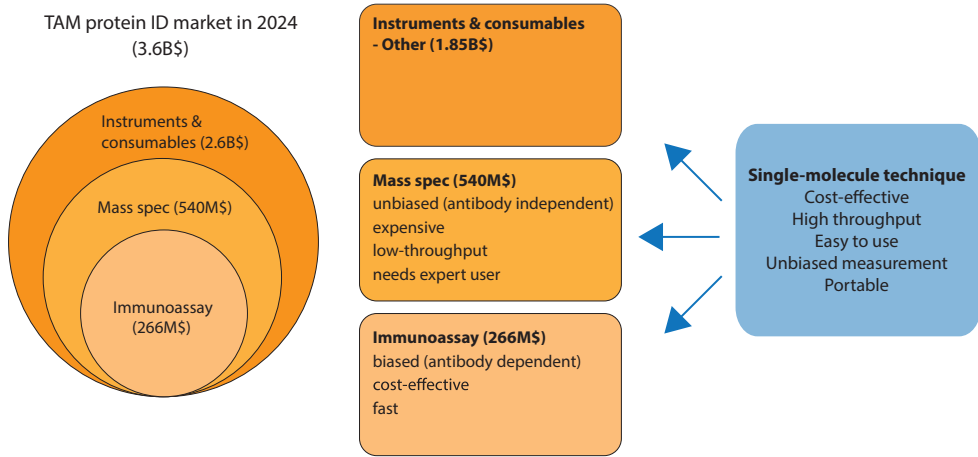 TAM protein ID market in 2024
(3.6B$)
Instruments &
consumables (2.6B$)
Mass spec (540M$)
Immunoassay
(266M$)
Instruments & consumables
- Other (1.85B$)
Mass spec (540M$)
unbiased (antibody independent)
expensive
low-throughput
needs expert user
Immunoassay (266M$)
biased (antibody dependent)
cost-effective
fast
Single-molecule technique
Cost-effective
High throughput
Easy to use
Unbiased measurement
Portable